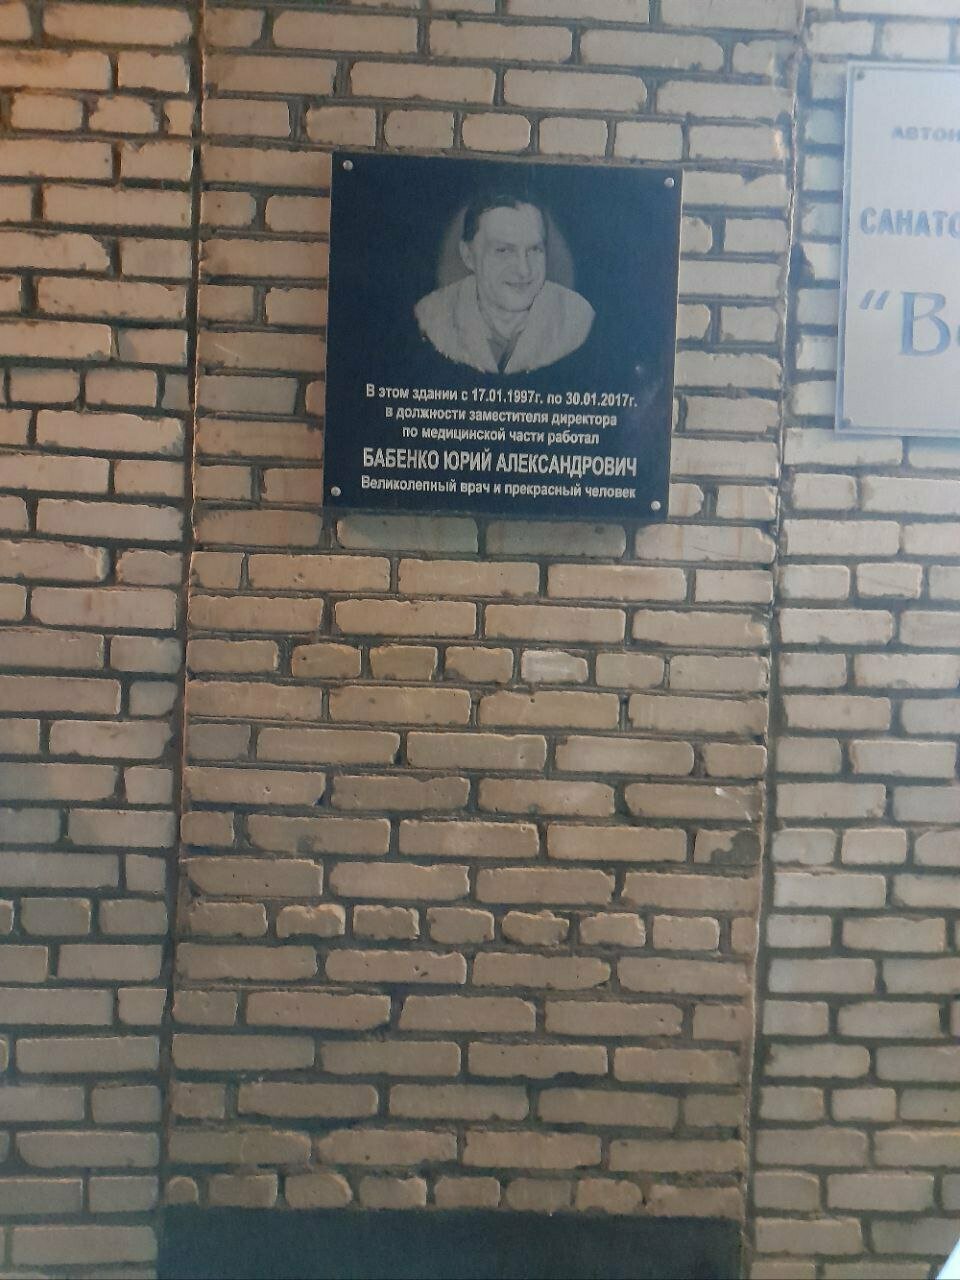 В этом здании с 17.01.1997г. по 30.01.2017г.
в должности заместителя директора
по медицинской части работал
БАБЕНКО ЮРИЙ АЛЕКСАНДРОВИЧ
Великолепный врач и прекрасный человек